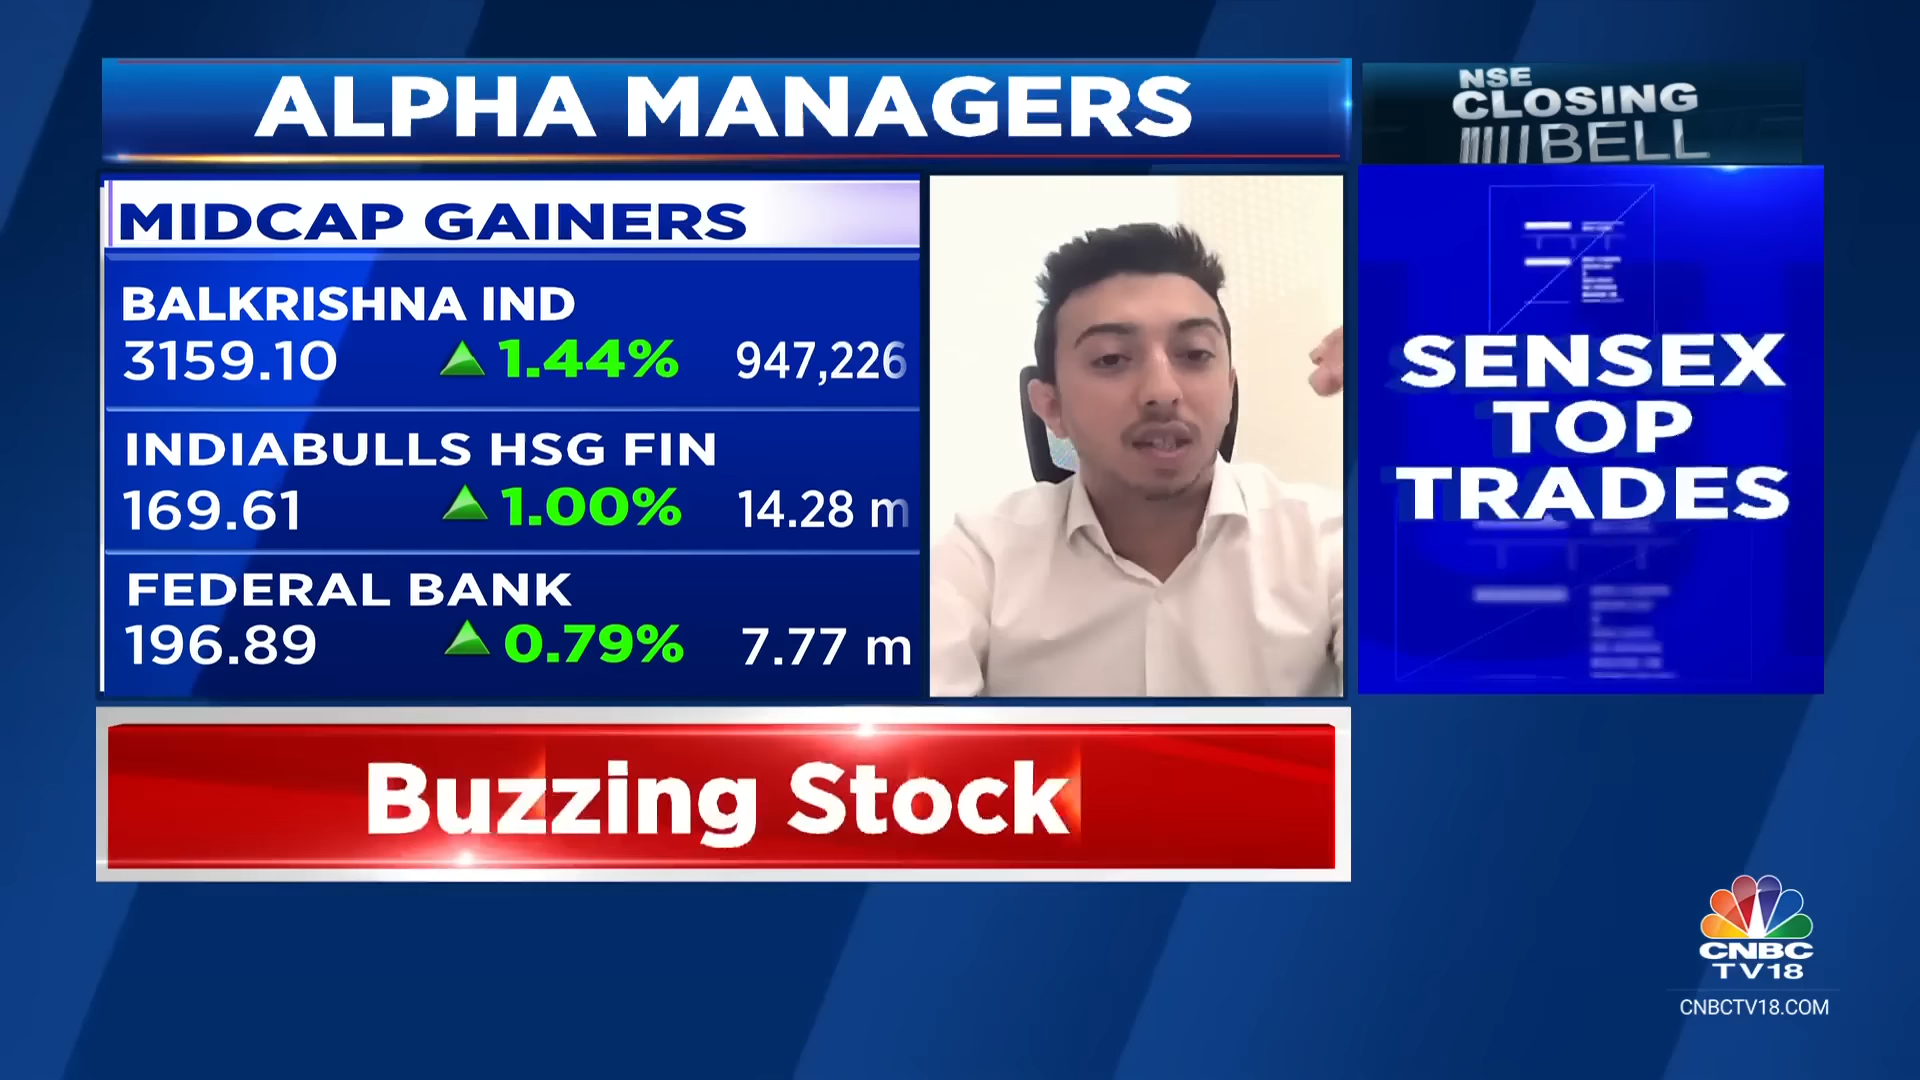 ALPHA MANAGERS
NSE
CLOSING
BELL
MIDCAP GAINERS
BALKRISHNA IND
3159.10 ▲ 1.44% 947,226
INDIABULLS HSG FIN
169.61 ▲ 1.00% 14.28 m
FEDERAL BANK
196.89 ▲ 0.79% 7.77 m
SENSEX
TOP
TRADES
Buzzing Stock
CNBC
TV18
CNBCTV18.COM